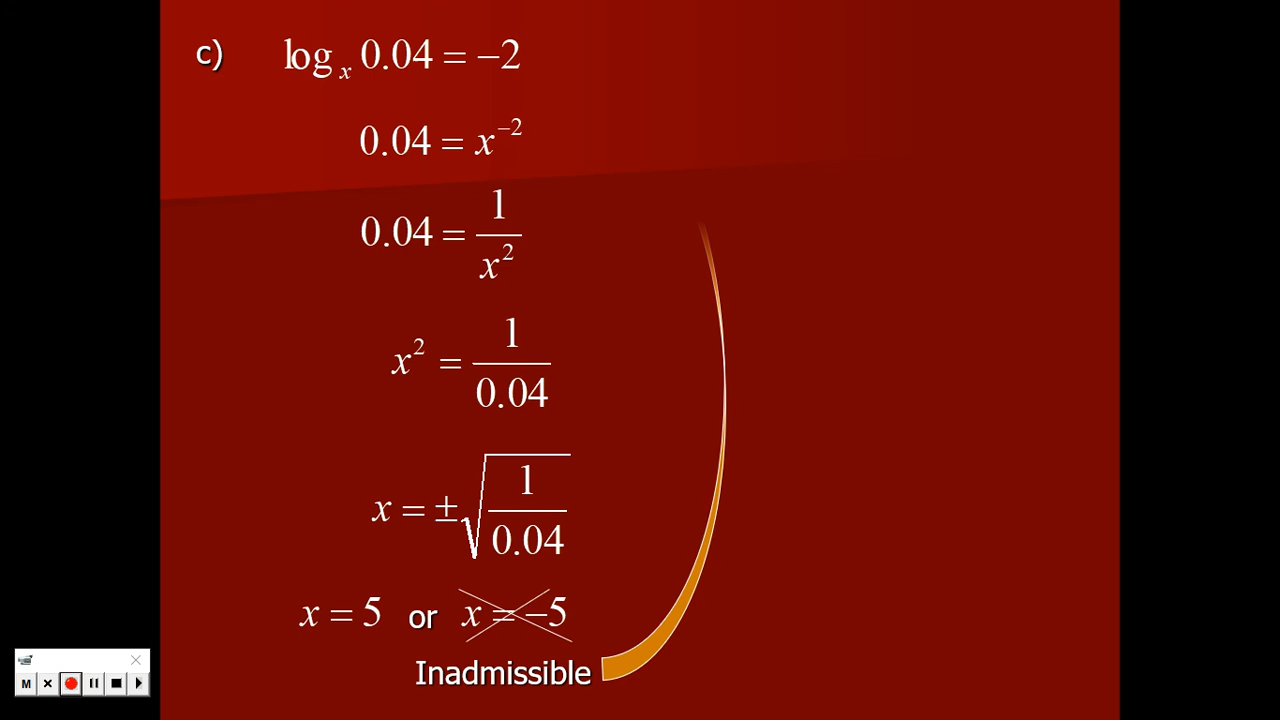 c) log_x 0.04 = −2
0.04 = x^−2
0.04 = 1/x^2
x^2 = 1/0.04
x = ±√(1/0.04)
x = 5 or x = −5
Inadmissible
M